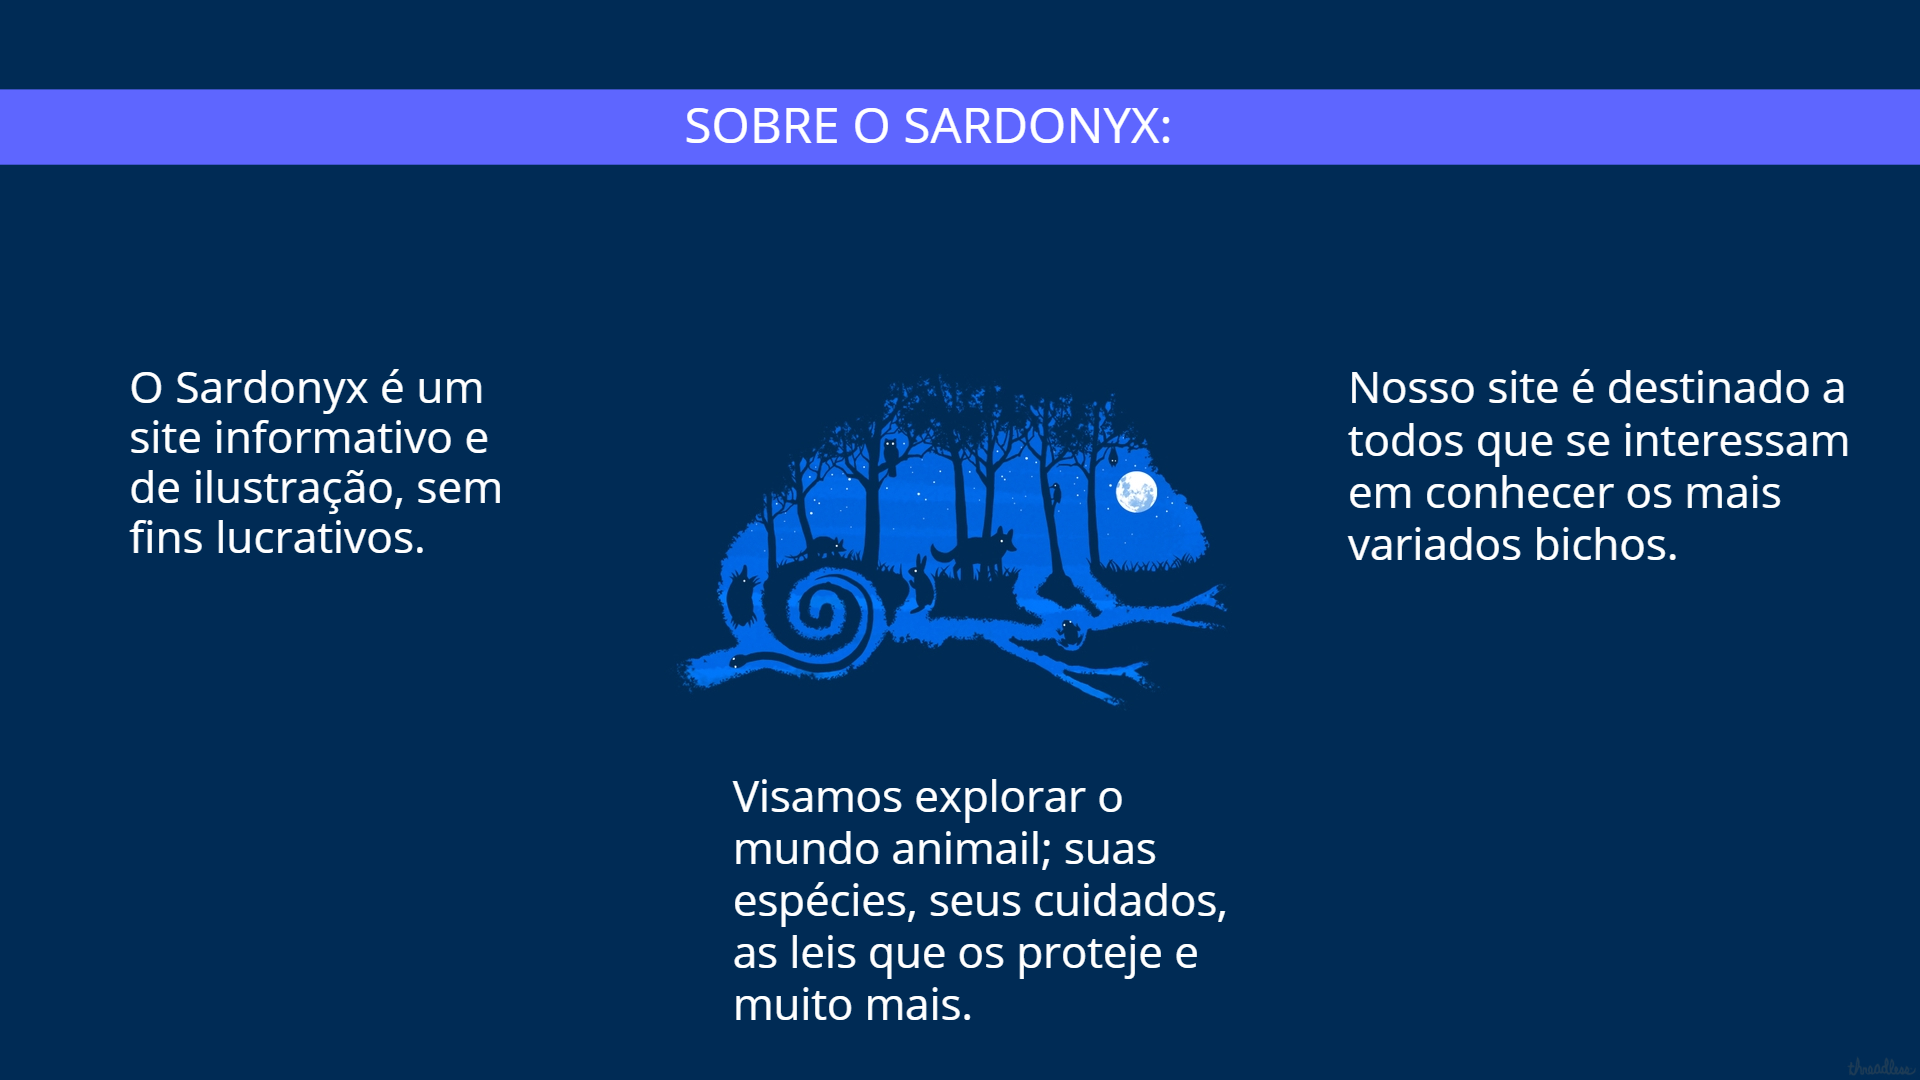 SOBRE O SARDONYX:
O Sardonyx é um
site informativo e
de ilustração, sem
fins lucrativos.
Nosso site é destinado a
todos que se interessam
em conhecer os mais
variados bichos.
Visamos explorar o
mundo animail; suas
espécies, seus cuidados,
as leis que os proteje e
muito mais.
threadless